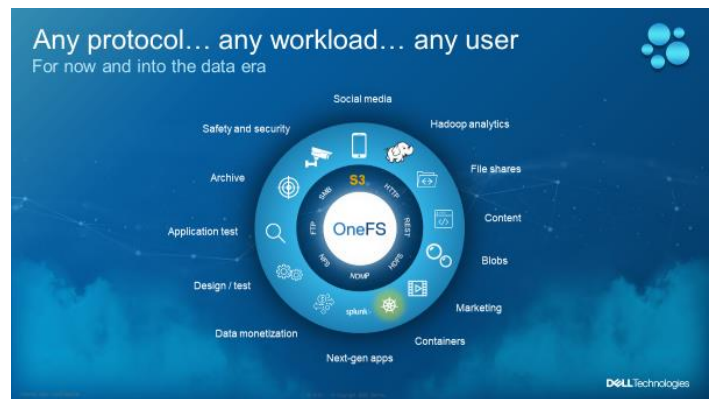 Any protocol… any workload… any user
For now and into the data era
Social media
Safety and security
Hadoop analytics
Archive
File shares
S3
SMB
HTTP
Content
Application test
FTP
OneFS
REST
Blobs
NFS
HDFS
NDMP
Design / test
Marketing
splunk>
Data monetization
Containers
Next-gen apps
DELL Technologies